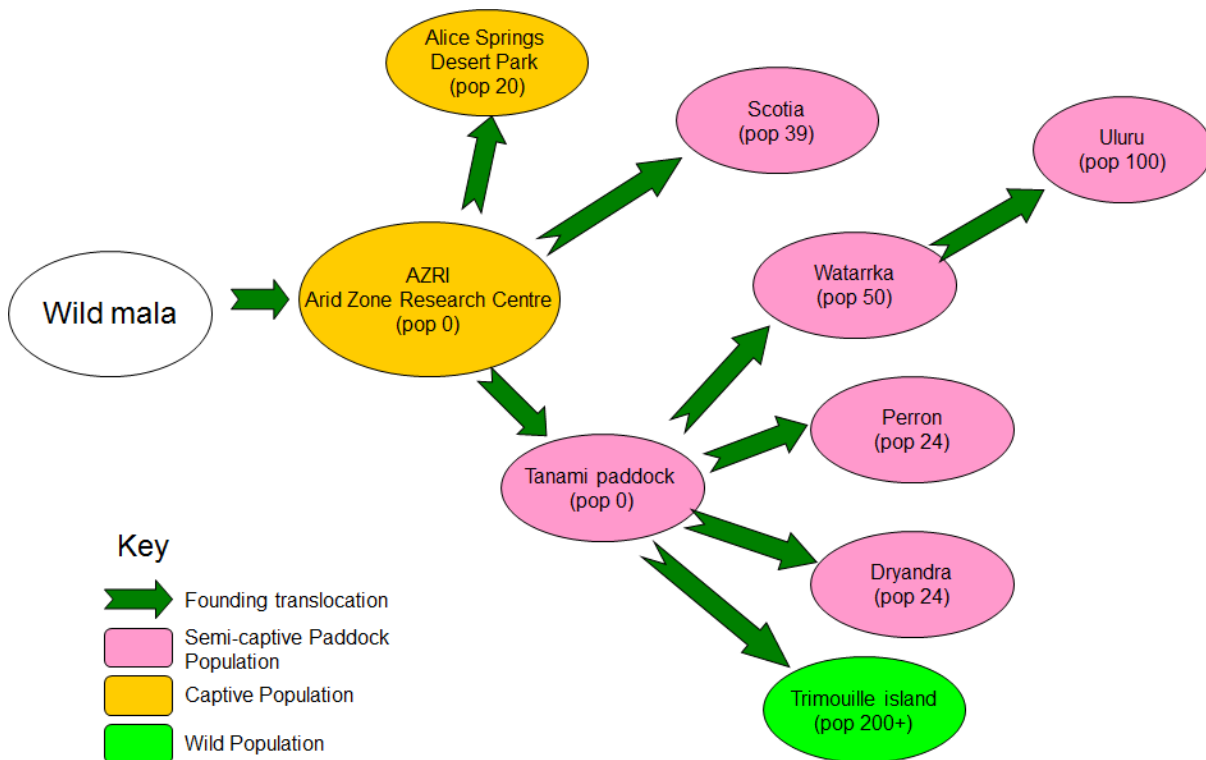 Alice Springs
Desert Park
(pop 20)
Scotia
(pop 39)
Uluru
(pop 100)
Wild mala
AZRI
Arid Zone Research Centre
(pop 0)
Watarrka
(pop 50)
Perron
(pop 24)
Tanami paddock
(pop 0)
Dryandra
(pop 24)
Trimouille island
(pop 200+)
Key
Founding translocation
Semi-captive Paddock
Population
Captive Population
Wild Population